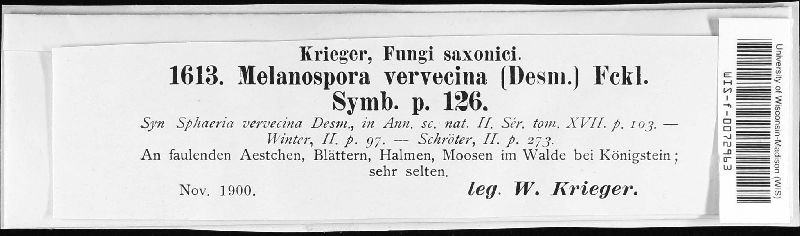 Krieger, Fungi saxonici.
1613. Melanospora vervecina (Desm.) Fckl.
Symb. p. 126.
Syn Sphaeria vervecina Desm., in Ann. sc. nat. II. Sér. tom. XVII. p. 103. —
Winter, II. p. 97. — Schröter, II. p. 273.
An faulenden Aestchen, Blättern, Halmen, Moosen im Walde bei Königstein;
sehr selten.
Nov. 1900. leg. W. Krieger.
University of Wisconsin-Madison (WIS)
WIS-f-0072963